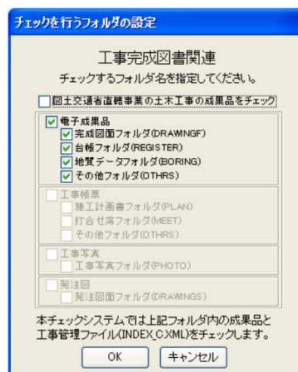 チェックを行うフォルダの設定
工事完成図書関連
チェックするフォルダ名を指定してください。
国土交通省直轄事業の土木工事の成果品をチェック
電子成果品
完成図面フォルダ(DRAWINGF)
台帳フォルダ(REGISTER)
地質データフォルダ(BORING)
その他フォルダ(OTHRS)
工事帳票
施工計画書フォルダ(PLAN)
打合せ簿フォルダ(MEET)
その他フォルダ(OTHRS)
工事写真
工事写真フォルダ(PHOTO)
発注図
発注図面フォルダ(DRAWINGS)
本チェックシステムでは上記フォルダ内の成果品と
工事管理ファイル(INDEX_C.XML)をチェックします。
OK キャンセル